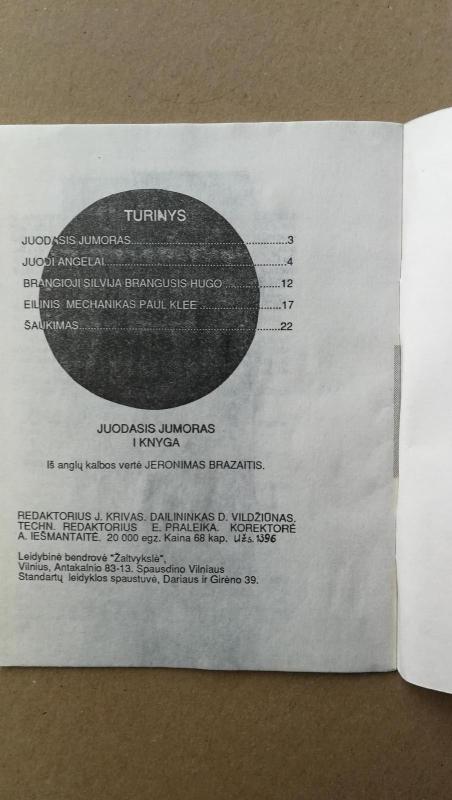 TURINYS
JUODASIS JUMORAS...........................................3
JUODI ANGELAI..................................................4
BRANGIOJI SILVIJA BRANGUSIS HUGO................12
EILINIS MECHANIKAS PAUL KLEE.......................17
ŠAUKIMAS........................................................22
JUODASIS JUMORAS
I KNYGA
Iš anglų kalbos vertė JERONIMAS BRAZAITIS.
REDAKTORIUS J. KRIVAS. DAILININKAS D. VILDŽIŪNAS.
TECHN. REDAKTORIUS E. PRALEIKA. KOREKTORĖ
A. IEŠMANTAITĖ. 20 000 egz. Kaina 68 kap. Užs. 1396
Leidybinė bendrovė "Žaltvykslė",
Vilnius, Antakalnio 83-13. Spausdino Vilniaus
Standartų leidyklos spaustuvė, Dariaus ir Girėno 39.